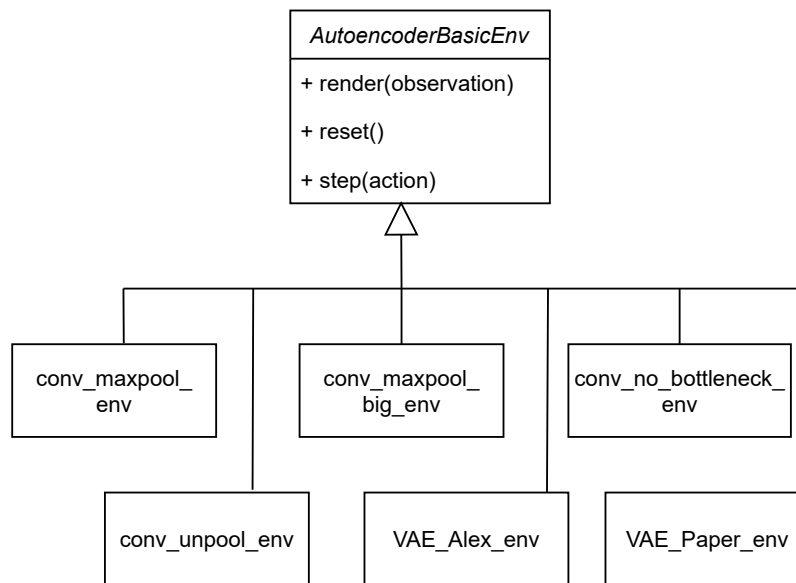 AutoencoderBasicEnv
+ render(observation)
+ reset()
+ step(action)
conv_maxpool_
env
conv_maxpool_
big_env
conv_no_bottleneck_
env
conv_unpool_env
VAE_Alex_env
VAE_Paper_env